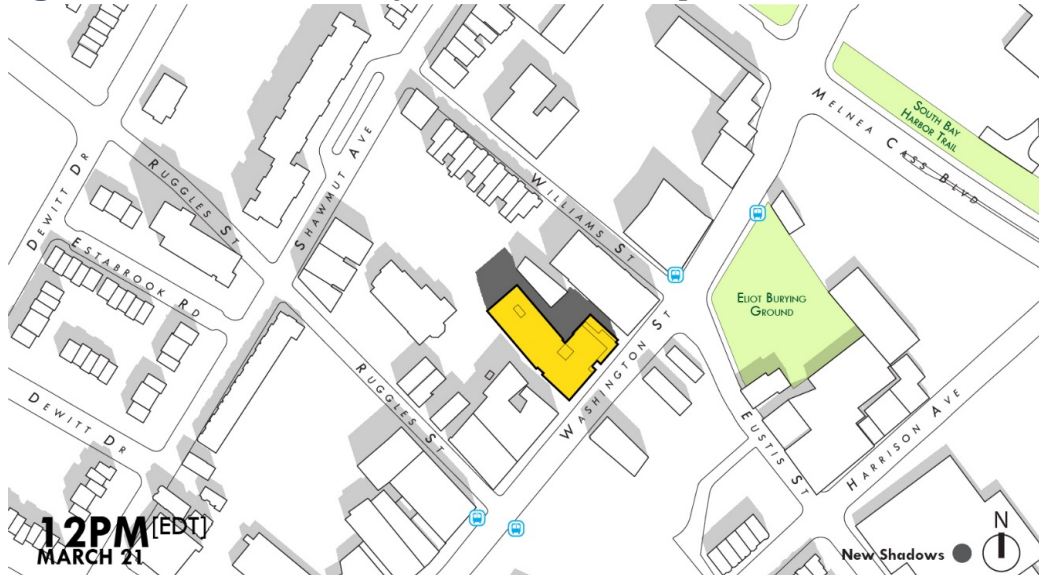 SOUTH BAY
HARBOR TRAIL
MELNEA CASS BLVD
DEWITT DR
RUGGLES ST
SHAWMUT AVE
WILLIAMS ST
ESTABROOK RD
ELIOT BURYING
GROUND
WASHINGTON ST
RUGGLES ST
DEWITT DR
EUSTIS ST
HARRISON AVE
12PM [EDT]
MARCH 21
New Shadows
N